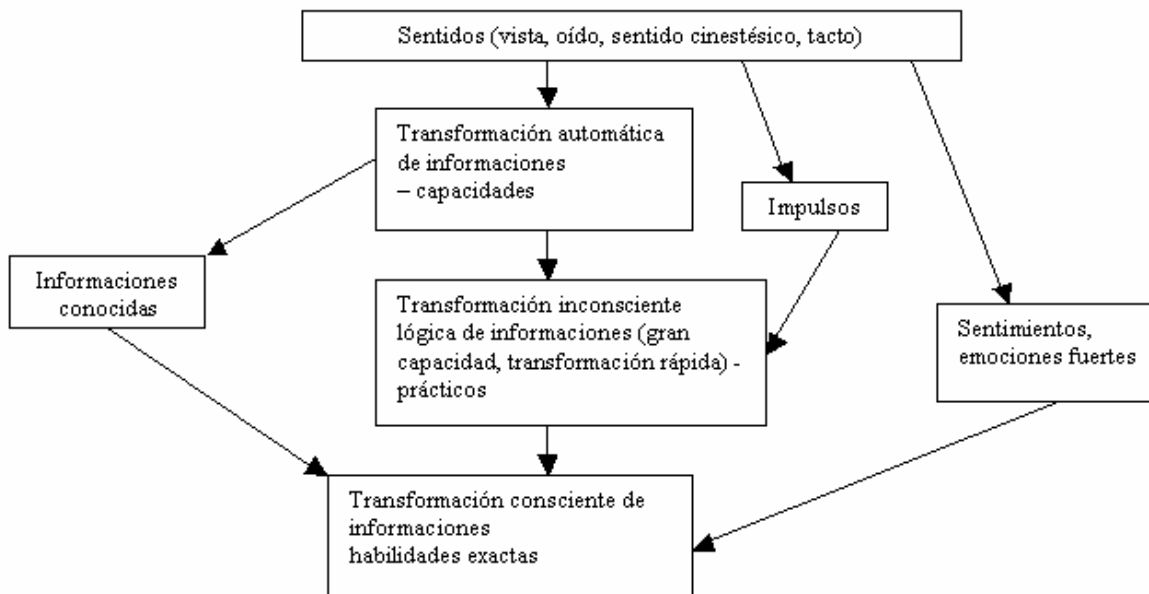 Sentidos (vista, oído, sentido cinestésico, tacto)
Transformación automática
de informaciones
– capacidades
Impulsos
Informaciones
conocidas
Transformación inconsciente
lógica de informaciones (gran
capacidad, transformación rápida) -
prácticos
Sentimientos,
emociones fuertes
Transformación consciente de
informaciones
habilidades exactas